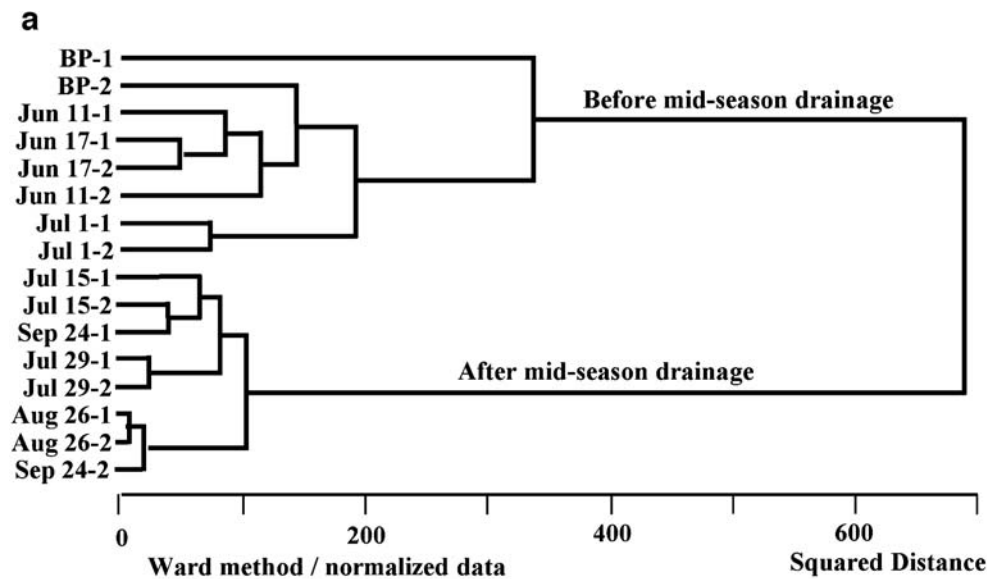 a
BP-1
BP-2
Before mid-season drainage
Jun 11-1
Jun 17-1
Jun 17-2
Jun 11-2
Jul 1-1
Jul 1-2
Jul 15-1
Jul 15-2
Sep 24-1
Jul 29-1
After mid-season drainage
Jul 29-2
Aug 26-1
Aug 26-2
Sep 24-2
0 200 400 600
Ward method / normalized data Squared Distance